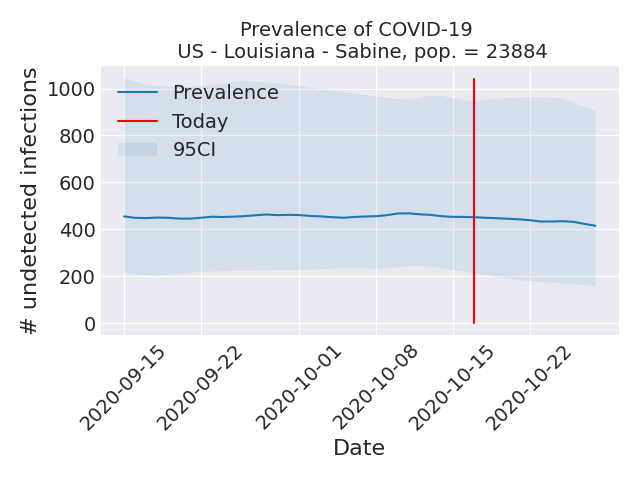 Prevalence of COVID-19
US - Louisiana - Sabine, pop. = 23884
# undetected infections
1000
800
600
400
200
0
Prevalence
Today
95CI
2020-09-15
2020-09-22
2020-10-01
2020-10-08
2020-10-15
2020-10-22
Date